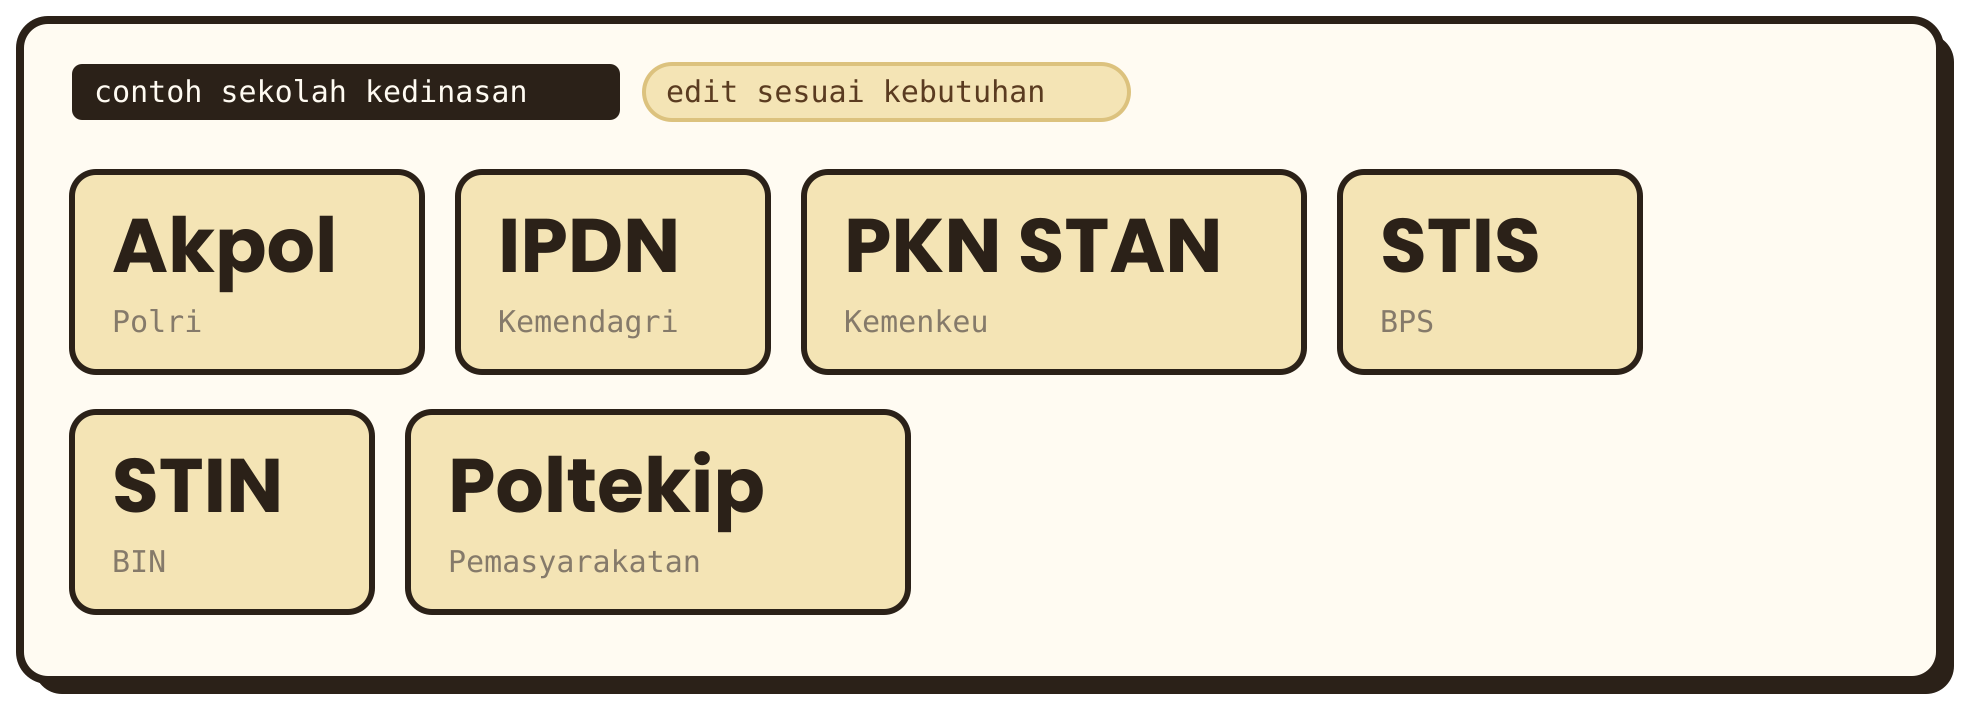 contoh sekolah kedinasan
edit sesuai kebutuhan
Akpol
Polri
IPDN
Kemendagri
PKN STAN
Kemenkeu
STIS
BPS
STIN
BIN
Poltekip
Pemasyarakatan